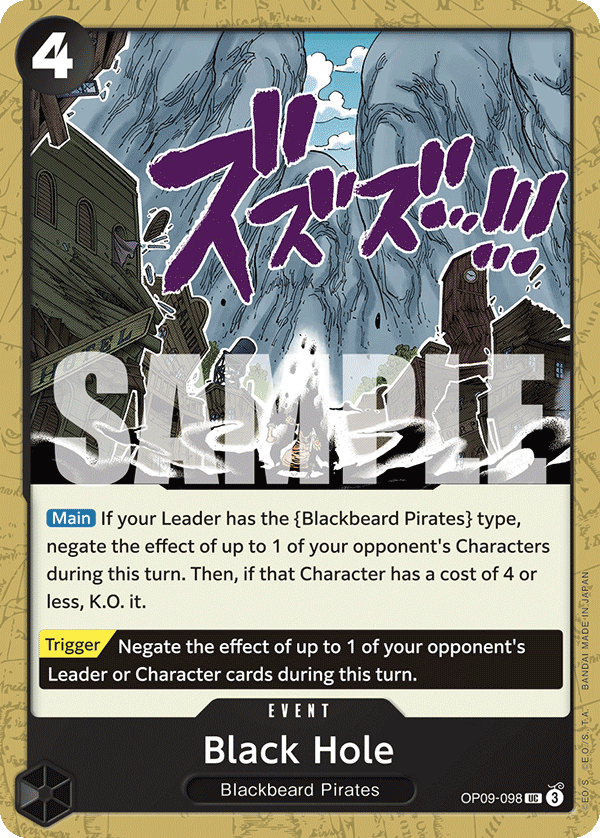 DLICHES EISMEER
4
ズズズ…!!!
HOTEL
SAMPLE
Main If your Leader has the {Blackbeard Pirates} type,
negate the effect of up to 1 of your opponent's Characters
during this turn. Then, if that Character has a cost of 4 or
less, K.O. it.
Trigger Negate the effect of up to 1 of your opponent's
Leader or Character cards during this turn.
EVENT
Black Hole
Blackbeard Pirates
OP09-098 UC 3
BANDAI MADE IN JAPAN